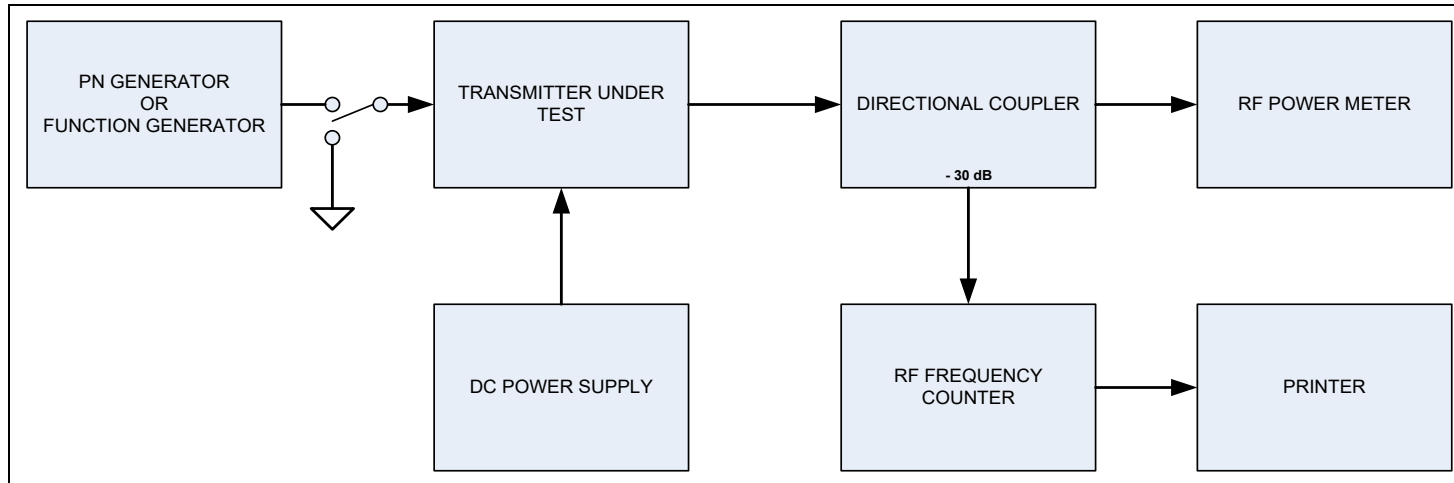 PN GENERATOR
OR
FUNCTION GENERATOR
TRANSMITTER UNDER
TEST
DIRECTIONAL COUPLER
- 30 dB
RF POWER METER
DC POWER SUPPLY
RF FREQUENCY
COUNTER
PRINTER